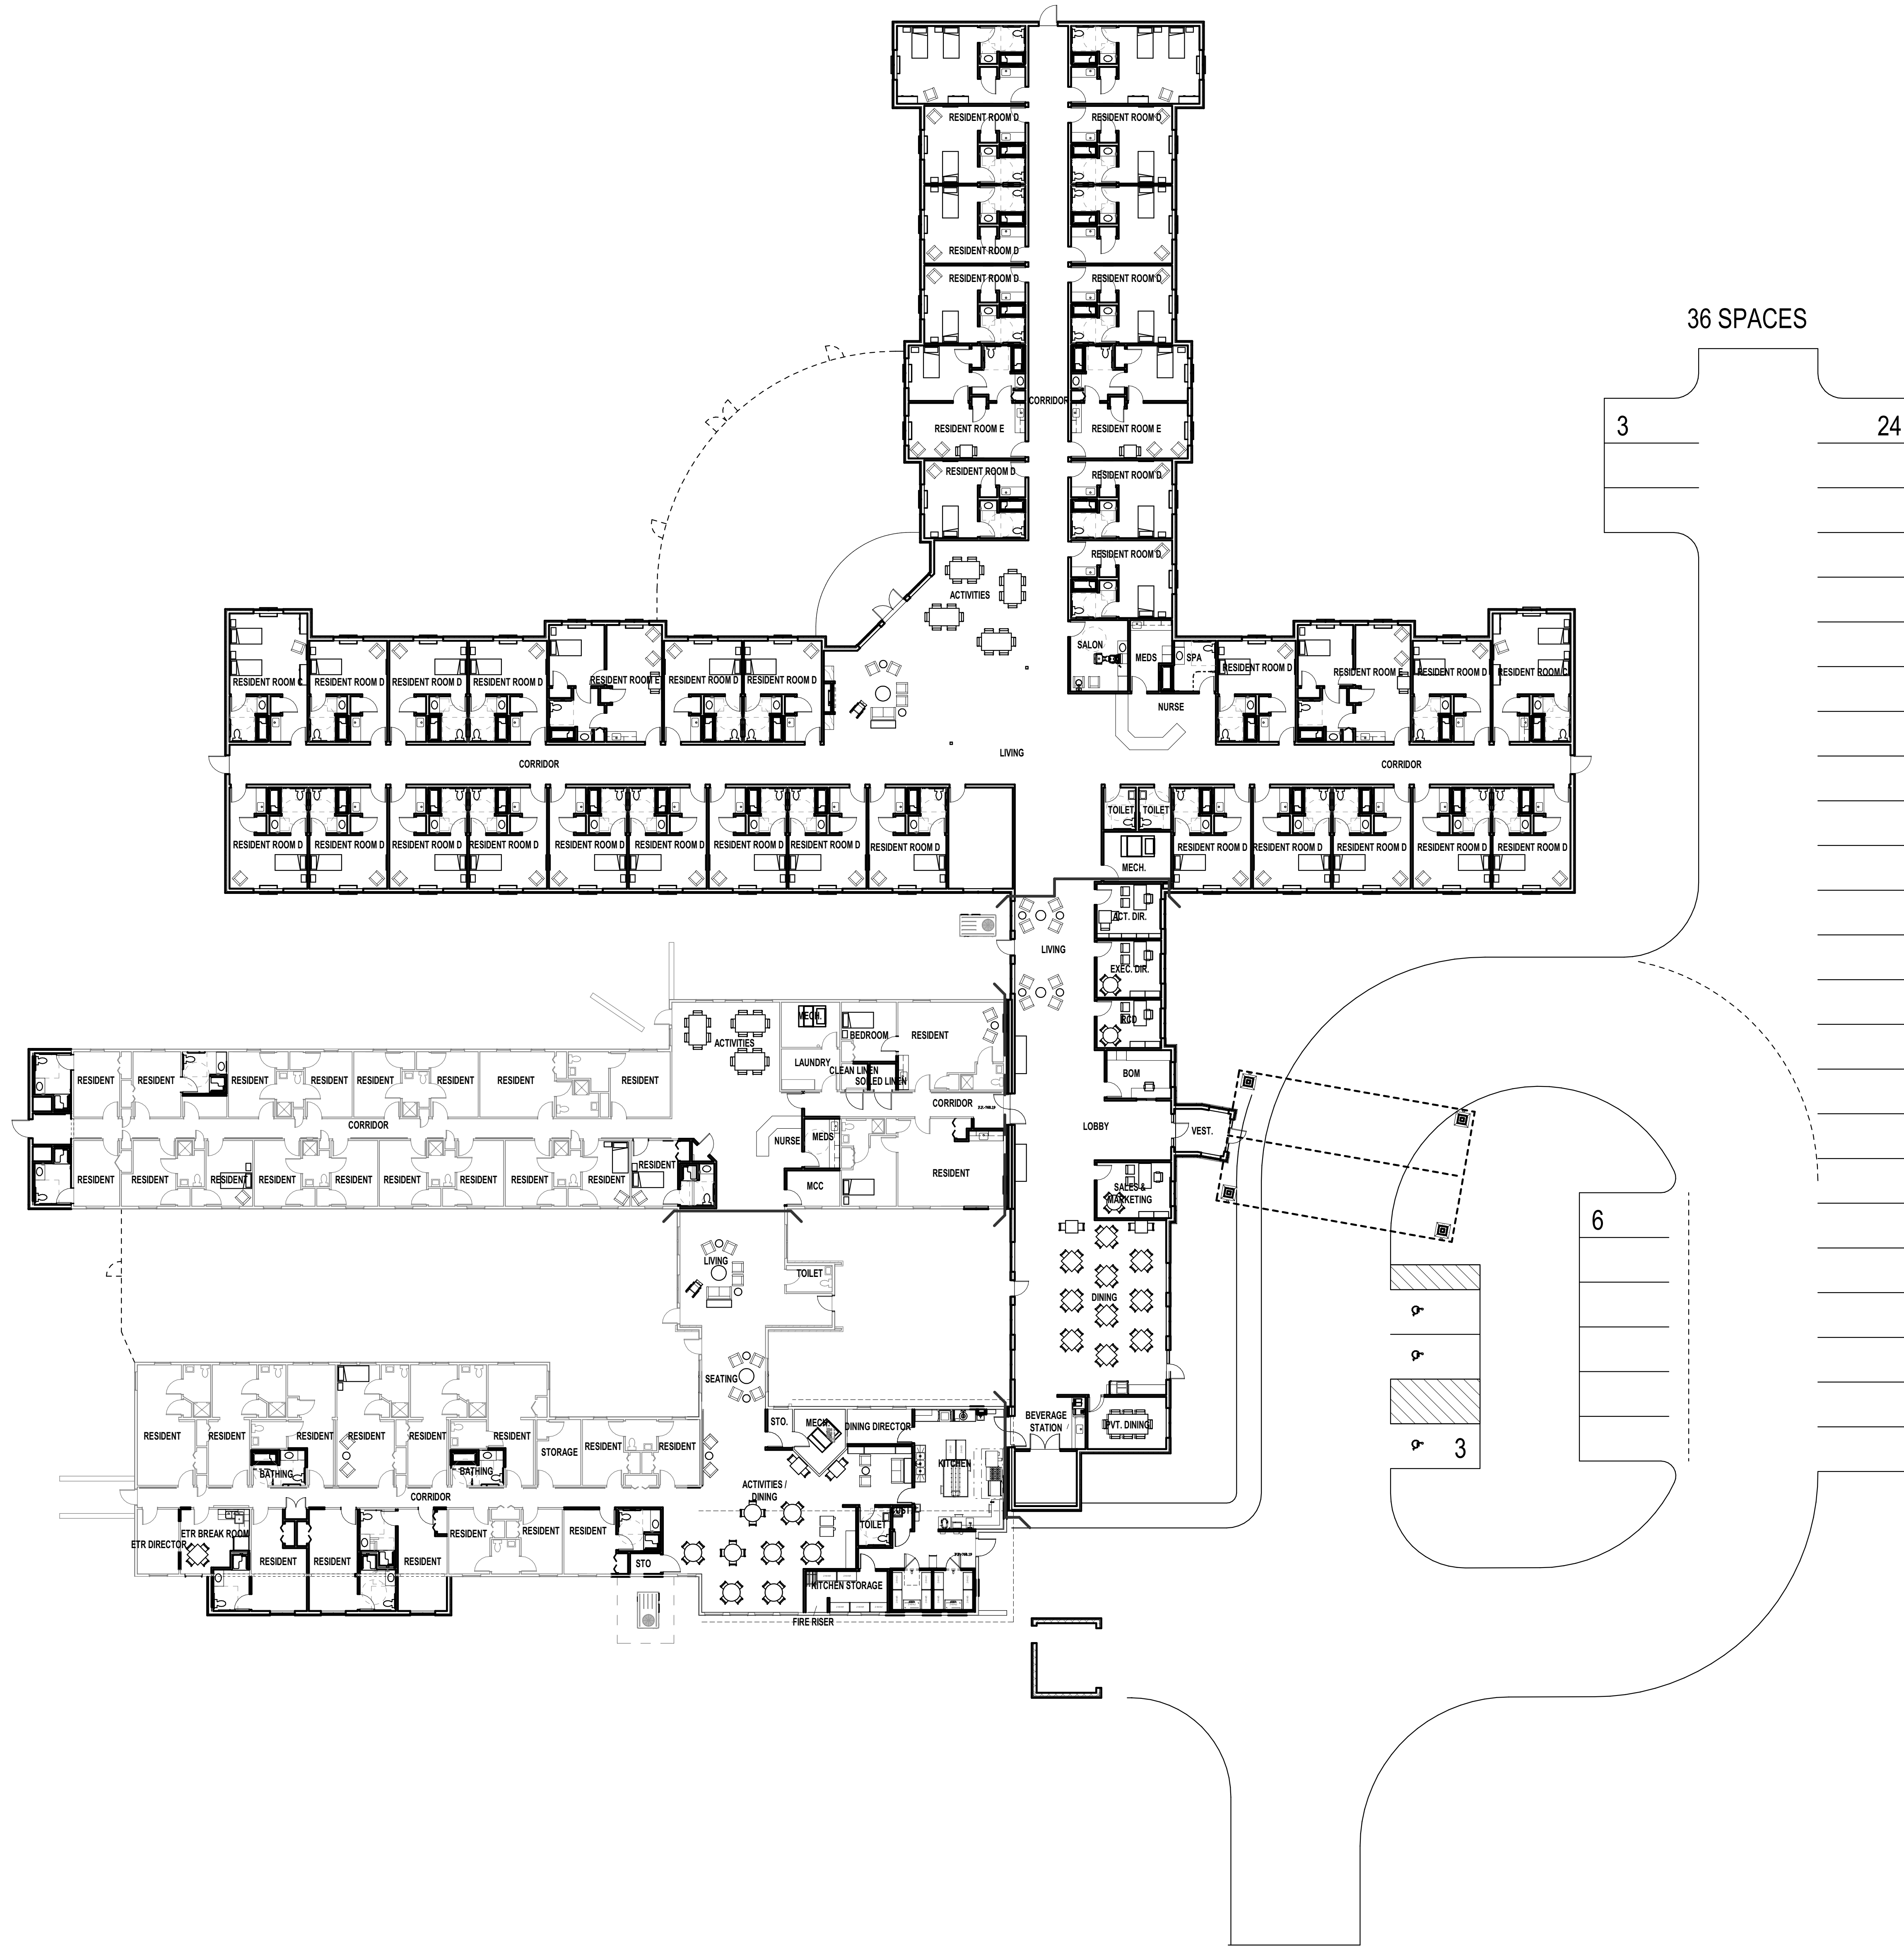 RESIDENT ROOM D
RESIDENT ROOM D
RESIDENT ROOM D
RESIDENT ROOM D
RESIDENT ROOM D
36 SPACES
CORRIDOR
3
24
RESIDENT ROOM E
RESIDENT ROOM E
RESIDENT ROOM D
RESIDENT ROOM D
RESIDENT ROOM D
ACTIVITIES
SALON
MEDS
SPA
RESIDENT ROOM C
RESIDENT ROOM D
RESIDENT ROOM D
RESIDENT ROOM D
RESIDENT ROOM E
RESIDENT ROOM D
RESIDENT ROOM D
RESIDENT ROOM D
RESIDENT ROOM E
RESIDENT ROOM D
RESIDENT ROOM C
NURSE
LIVING
CORRIDOR
CORRIDOR
TOILET
TOILET
RESIDENT ROOM D
RESIDENT ROOM D
RESIDENT ROOM D
RESIDENT ROOM D
RESIDENT ROOM D
RESIDENT ROOM D
RESIDENT ROOM D
RESIDENT ROOM D
RESIDENT ROOM D
RESIDENT ROOM D
RESIDENT ROOM D
RESIDENT ROOM D
RESIDENT ROOM D
RESIDENT ROOM D
MECH.
ACT. DIR.
LIVING
EXEC. DIR.
RCD
MECH.
ACTIVITIES
BEDROOM
RESIDENT
LAUNDRY
CLEAN LINEN
SOILED LINEN
BOM
RESIDENT
RESIDENT
RESIDENT
RESIDENT
RESIDENT
RESIDENT
RESIDENT
RESIDENT
CORRIDOR
CORRIDOR
LOBBY
VEST.
NURSE
MEDS
RESIDENT
RESIDENT
RESIDENT
RESIDENT
RESIDENT
RESIDENT
RESIDENT
RESIDENT
RESIDENT
RESIDENT
RESIDENT
MCC
SALES &
MARKETING
6
LIVING
TOILET
DINING
SEATING
STO.
MECH.
DINING DIRECTOR
BEVERAGE
STATION
PVT. DINING
3
RESIDENT
RESIDENT
RESIDENT
RESIDENT
RESIDENT
RESIDENT
STORAGE
RESIDENT
RESIDENT
BATHING
BATHING
KITCHEN
ACTIVITIES /
DINING
CORRIDOR
TOILET
ETR BREAK ROOM
ETR DIRECTOR
RESIDENT
RESIDENT
RESIDENT
RESIDENT
RESIDENT
RESIDENT
STO
KITCHEN STORAGE
FIRE RISER